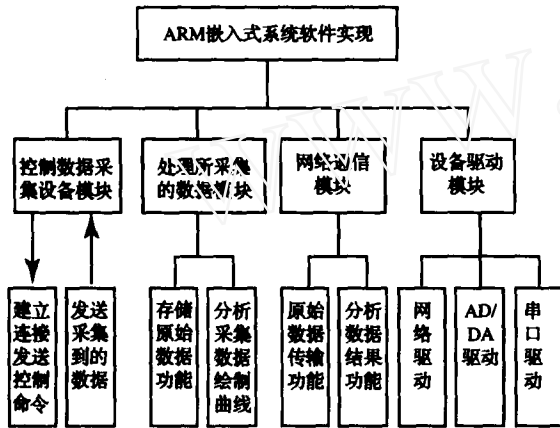 ARM嵌入式系统软件实现
控制数据采
集设备模块
处理所采集
的数据模块
网络通信
模块
设备驱动
模块
建立
连接
发送
控制
命令
发送
采集
到的
数据
存储
原始
数据
功能
分析
采集
数据
绘制
曲线
原始
数据
传输
功能
分析
数据
结果
功能
网
络
驱
动
AD/
DA
驱动
串
口
驱
动
WWW.